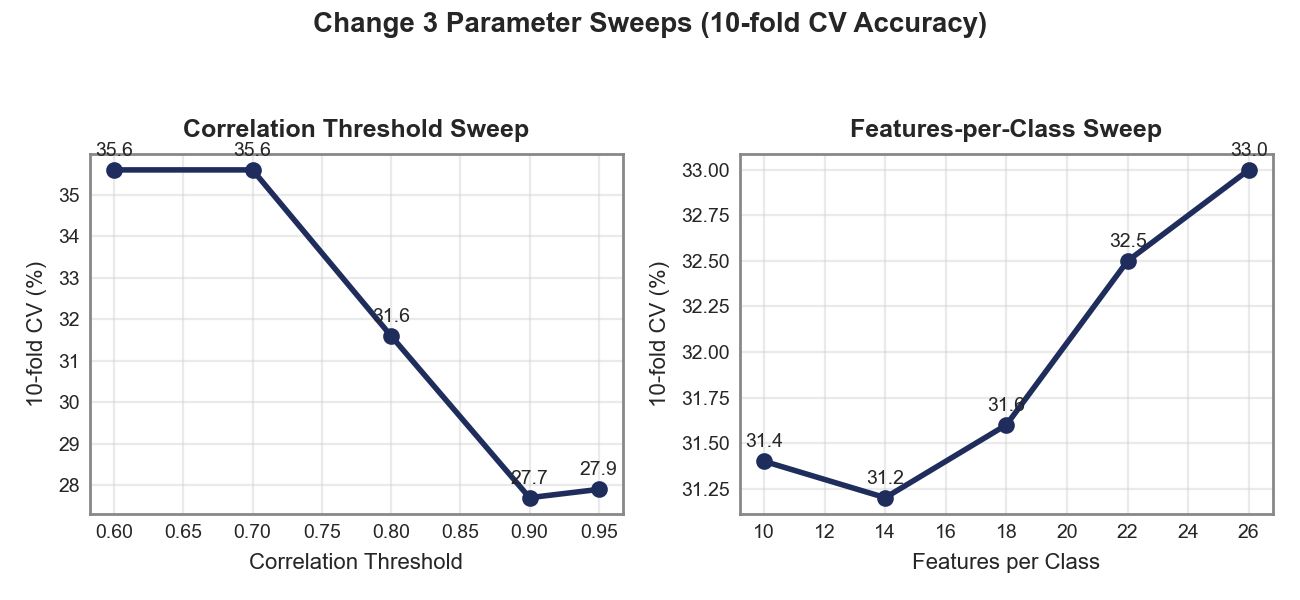 Change 3 Parameter Sweeps (10-fold CV Accuracy)
Correlation Threshold Sweep
35.6
35.6
31.6
27.7
27.9
35
34
33
32
31
30
29
28
10-fold CV (%)
0.60 0.65 0.70 0.75 0.80 0.85 0.90 0.95
Correlation Threshold
Features-per-Class Sweep
31.4
31.2
31.6
32.5
33.0
33.00
32.75
32.50
32.25
32.00
31.75
31.50
31.25
10-fold CV (%)
10 12 14 16 18 20 22 24 26
Features per Class